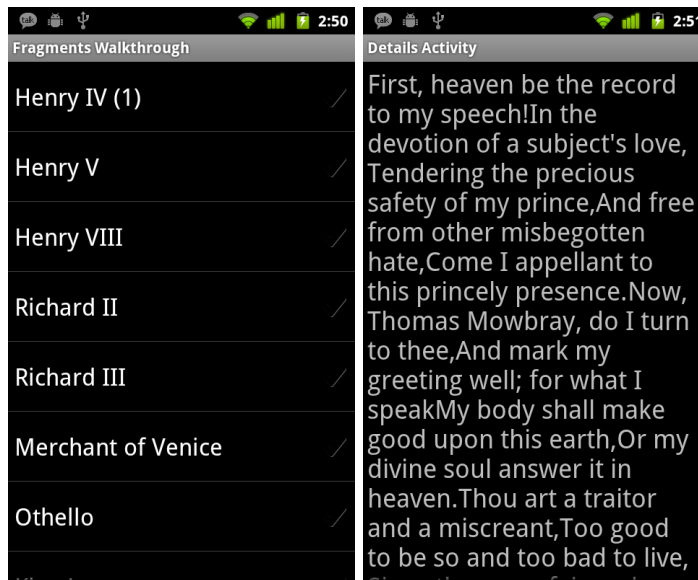 talk
2:50
Fragments Walkthrough
Henry IV (1)
Henry V
Henry VIII
Richard II
Richard III
Merchant of Venice
Othello
talk
2:51
Details Activity
First, heaven be the record
to my speech!In the
devotion of a subject's love,
Tendering the precious
safety of my prince,And free
from other misbegotten
hate,Come I appellant to
this princely presence.Now,
Thomas Mowbray, do I turn
to thee,And mark my
greeting well; for what I
speakMy body shall make
good upon this earth,Or my
divine soul answer it in
heaven.Thou art a traitor
and a miscreant,Too good
to be so and too bad to live,